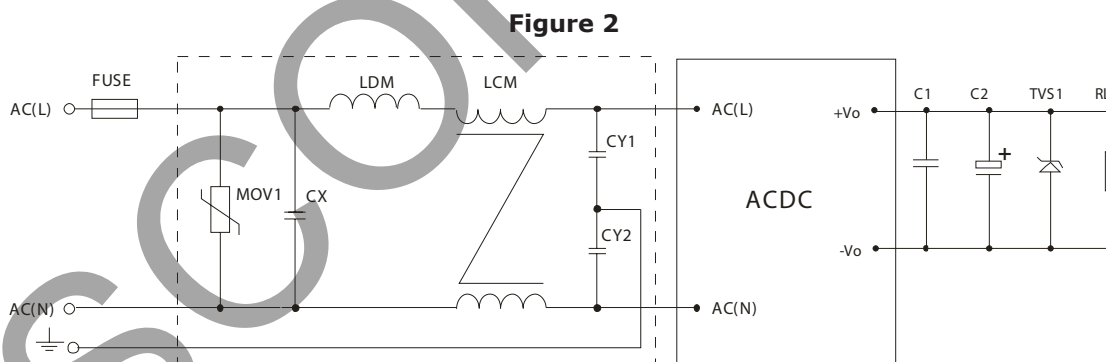 Figure 2
FUSE
LDM
LCM
C1
C2
TVS1
RL
AC(L)
AC(L)
+Vo
CY1
+
MOV1
CX
ACDC
CY2
-Vo
AC(N)
AC(N)